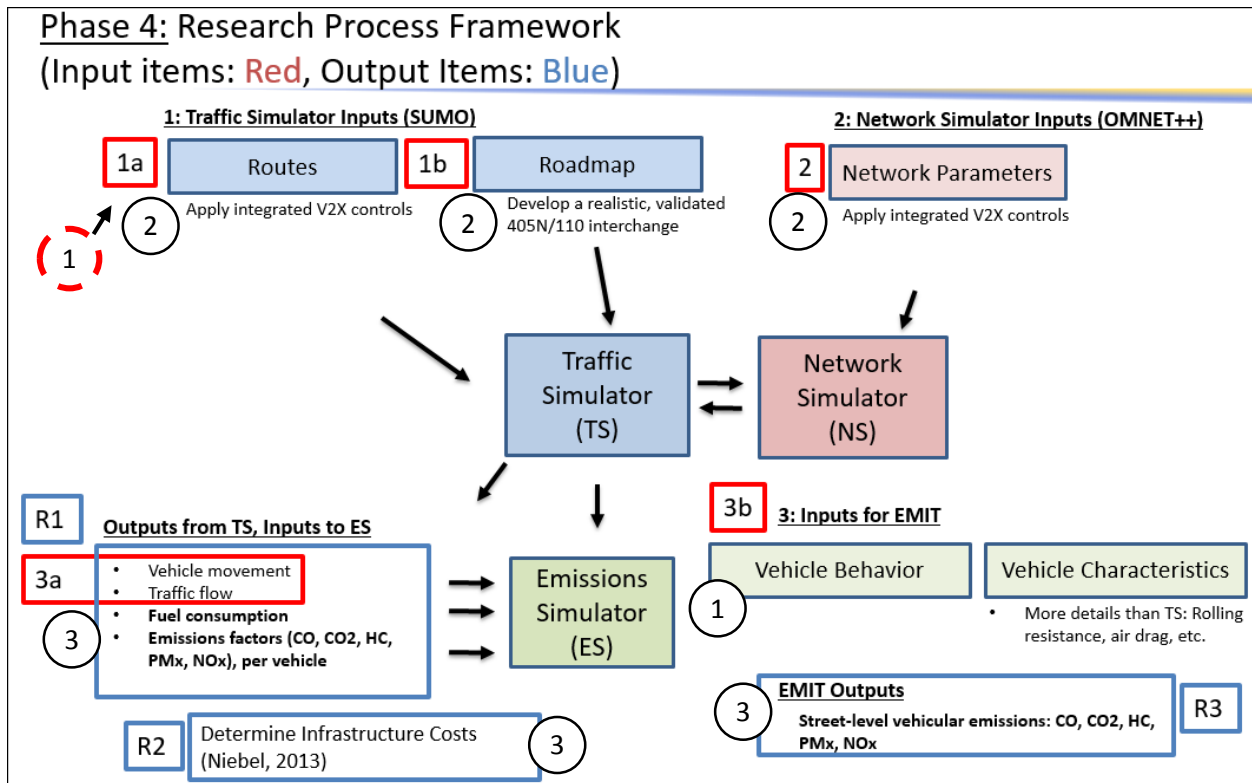 Phase 4: Research Process Framework
(Input items: Red, Output Items: Blue)
1: Traffic Simulator Inputs (SUMO)
2: Network Simulator Inputs (OMNET++)
1a
Routes
1b
Roadmap
2
Network Parameters
2
Apply integrated V2X controls
2
Develop a realistic, validated
405N/110 interchange
2
Apply integrated V2X controls
1
Traffic
Simulator
(TS)
Network
Simulator
(NS)
R1
Outputs from TS, Inputs to ES
3a
• Vehicle movement
• Traffic flow
3
• Fuel consumption
• Emissions factors (CO, CO2, HC,
PMx, NOx), per vehicle
Emissions
Simulator
(ES)
3b
3: Inputs for EMIT
Vehicle Behavior
Vehicle Characteristics
1
• More details than TS: Rolling
resistance, air drag, etc.
R2
Determine Infrastructure Costs
(Niebel, 2013)
3
EMIT Outputs
3
Street-level vehicular emissions: CO, CO2, HC,
PMx, NOx
R3